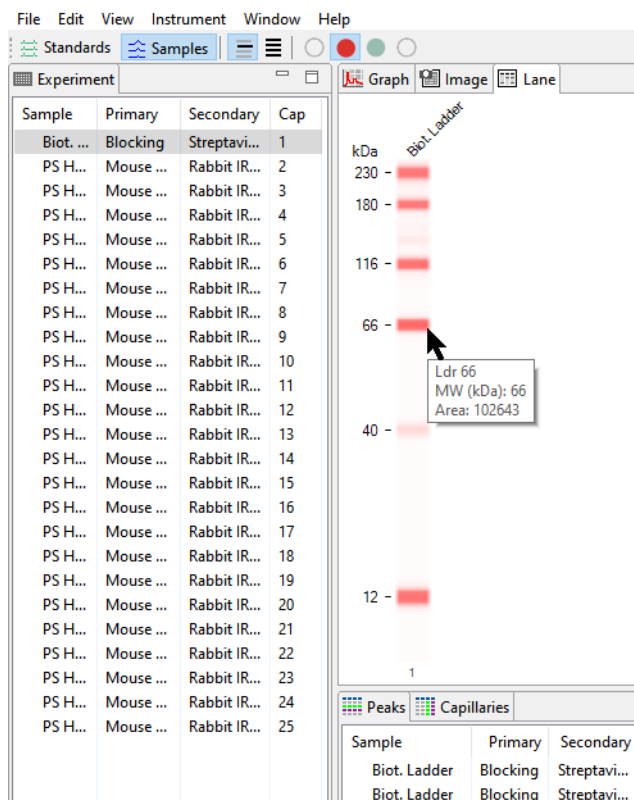 File Edit View Instrument Window Help
Standards Samples
Experiment
Graph Image Lane
Sample Primary Secondary Cap
Biot. ... Blocking Streptavi... 1
PS H... Mouse ... Rabbit IR... 2
PS H... Mouse ... Rabbit IR... 3
PS H... Mouse ... Rabbit IR... 4
PS H... Mouse ... Rabbit IR... 5
PS H... Mouse ... Rabbit IR... 6
PS H... Mouse ... Rabbit IR... 7
PS H... Mouse ... Rabbit IR... 8
PS H... Mouse ... Rabbit IR... 9
PS H... Mouse ... Rabbit IR... 10
PS H... Mouse ... Rabbit IR... 11
PS H... Mouse ... Rabbit IR... 12
PS H... Mouse ... Rabbit IR... 13
PS H... Mouse ... Rabbit IR... 14
PS H... Mouse ... Rabbit IR... 15
PS H... Mouse ... Rabbit IR... 16
PS H... Mouse ... Rabbit IR... 17
PS H... Mouse ... Rabbit IR... 18
PS H... Mouse ... Rabbit IR... 19
PS H... Mouse ... Rabbit IR... 20
PS H... Mouse ... Rabbit IR... 21
PS H... Mouse ... Rabbit IR... 22
PS H... Mouse ... Rabbit IR... 23
PS H... Mouse ... Rabbit IR... 24
PS H... Mouse ... Rabbit IR... 25
Biot. Ladder
kDa
230
180
116
66
Ldr 66
MW (kDa): 66
Area: 102643
40
12
1
Peaks Capillaries
Sample Primary Secondary
Biot. Ladder Blocking Streptavi...
Biot. Ladder Blocking Streptavi...